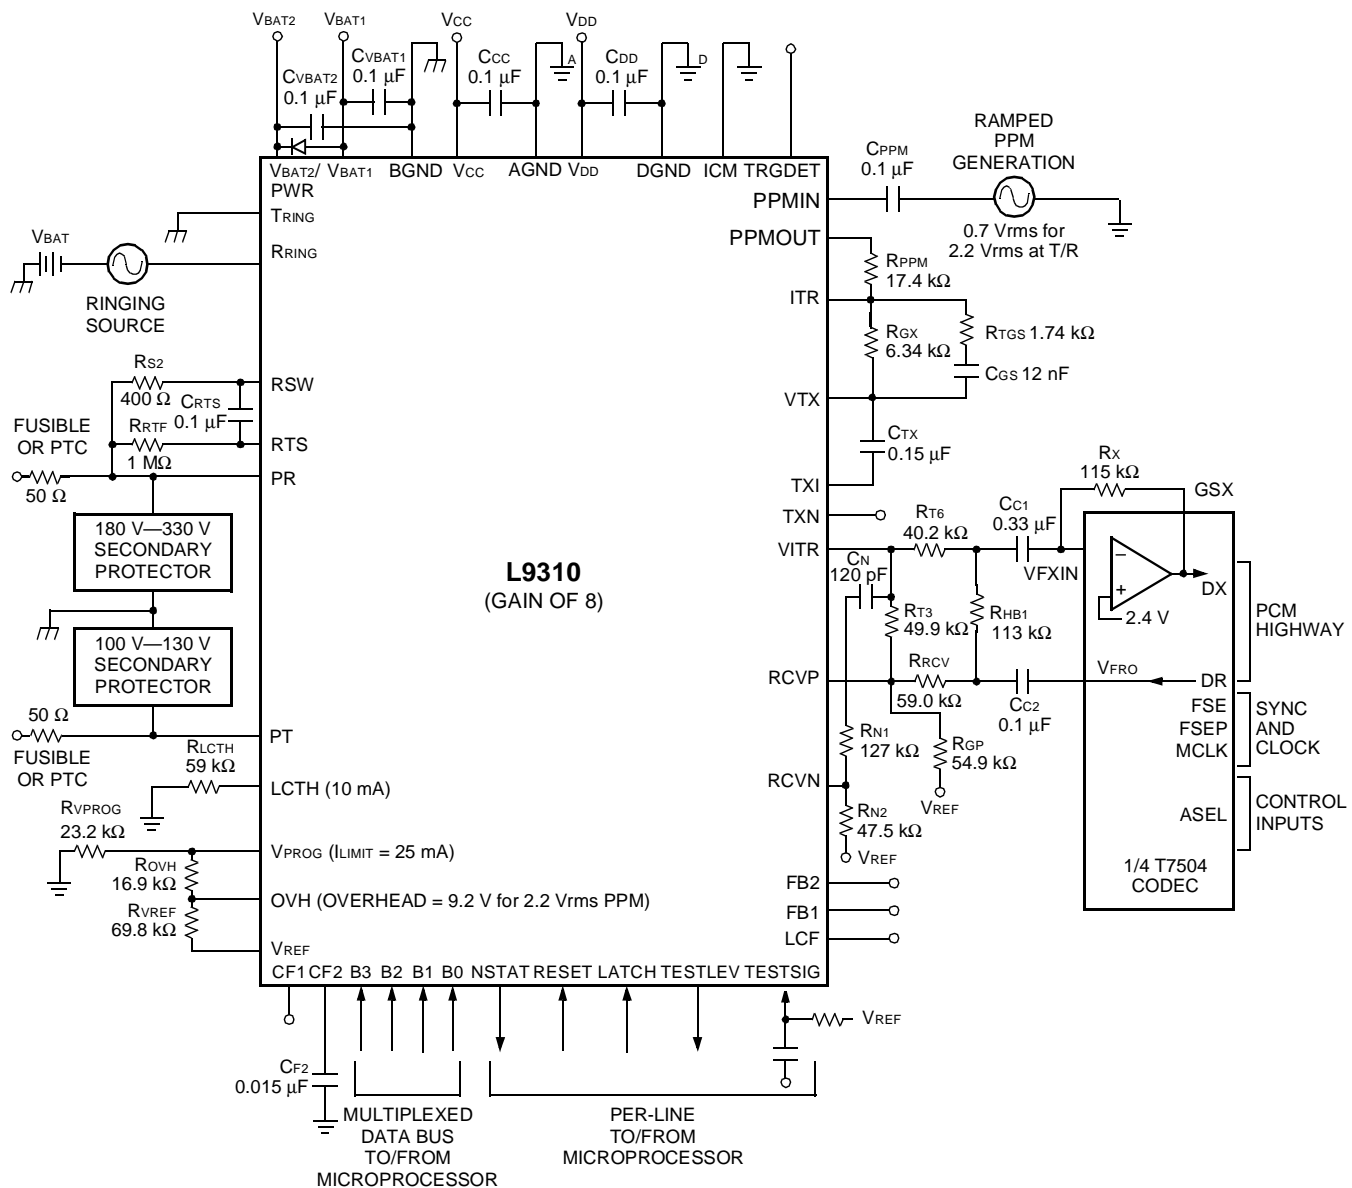 VBAT2 VBAT1 VCC VDD
CVBAT1
0.1 µF
CVBAT2
0.1 µF
CCC
0.1 µF
A
CDD
0.1 µF
D
VBAT2/
PWR
VBAT1 BGND VCC AGND VDD DGND ICM TRGDET
RAMPED
PPM
GENERATION
CPPM
0.1 µF
0.7 Vrms for
2.2 Vrms at T/R
TRING
RRING
VBAT
RINGING
SOURCE
RS2
400 Ω
CRTS
0.1 µF
RRTF
1 MΩ
RSW
RTS
PR
FUSIBLE
OR PTC
50 Ω
180 V—330 V
SECONDARY
PROTECTOR
100 V—130 V
SECONDARY
PROTECTOR
50 Ω
FUSIBLE
OR PTC
PT
RLCTH
59 kΩ
LCTH (10 mA)
RVPROG
23.2 kΩ
VPROG (ILIMIT = 25 mA)
ROVH
16.9 kΩ
OVH (OVERHEAD = 9.2 V for 2.2 Vrms PPM)
RVREF
69.8 kΩ
VREF
L9310
(GAIN OF 8)
PPMIN
PPMOUT
RPPM
17.4 kΩ
ITR
RGX
6.34 kΩ
RTGS 1.74 kΩ
CGS 12 nF
VTX
CTX
0.15 µF
TXI
TXN
VITR
RT6
40.2 kΩ
CC1
0.33 µF
RX
115 kΩ
GSX
VFXIN
−
+
2.4 V
DX
CN
120 pF
RT3
49.9 kΩ
RHB1
113 kΩ
PCM
HIGHWAY
RCVP
RRCV
59.0 kΩ
CC2
0.1 µF
VFRO
DR
FSE
FSEP
MCLK
SYNC
AND
CLOCK
RN1
127 kΩ
RGP
54.9 kΩ
VREF
RCVN
RN2
47.5 kΩ
VREF
ASEL
CONTROL
INPUTS
1/4 T7504
CODEC
FB2
FB1
LCF
CF1 CF2 B3 B2 B1 B0 NSTAT RESET LATCH TESTLEV TESTSIG
VREF
CF2
0.015 µF
MULTIPLEXED
DATA BUS
TO/FROM
MICROPROCESSOR
PER-LINE
TO/FROM
MICROPROCESSOR